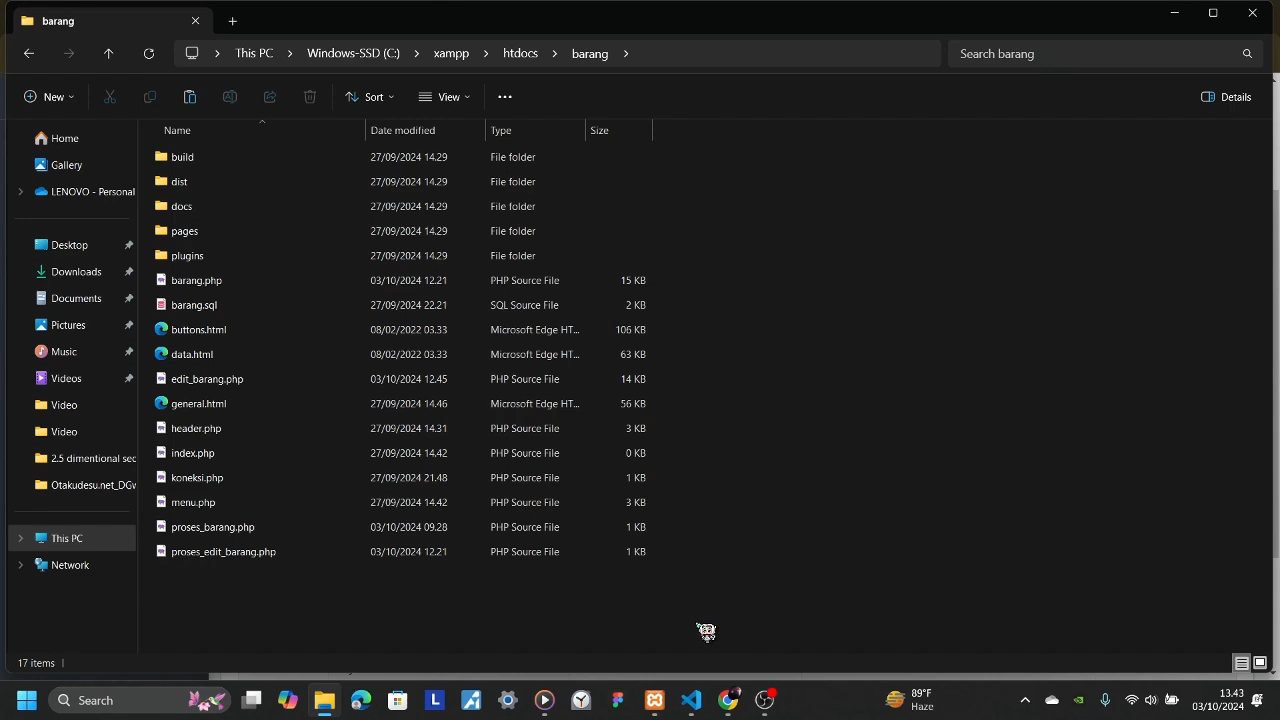 barang
This PC > Windows-SSD (C:) > xampp > htdocs > barang >
Search barang
New
Sort
View
Details
Home
Gallery
LENOVO - Personal
Desktop
Downloads
Documents
Pictures
Music
Videos
Video
Video
2.5 dimentional sec
Otakudesu.net_DGw
This PC
Network
Name Date modified Type Size
build 27/09/2024 14.29 File folder
dist 27/09/2024 14.29 File folder
docs 27/09/2024 14.29 File folder
pages 27/09/2024 14.29 File folder
plugins 27/09/2024 14.29 File folder
barang.php 03/10/2024 12.21 PHP Source File 15 KB
barang.sql 27/09/2024 22.21 SQL Source File 2 KB
buttons.html 08/02/2022 03.33 Microsoft Edge HT... 106 KB
data.html 08/02/2022 03.33 Microsoft Edge HT... 63 KB
edit_barang.php 03/10/2024 12.45 PHP Source File 14 KB
general.html 27/09/2024 14.46 Microsoft Edge HT... 56 KB
header.php 27/09/2024 14.31 PHP Source File 3 KB
index.php 27/09/2024 14.42 PHP Source File 0 KB
koneksi.php 27/09/2024 21.48 PHP Source File 1 KB
menu.php 27/09/2024 14.42 PHP Source File 3 KB
proses_barang.php 03/10/2024 09.28 PHP Source File 1 KB
proses_edit_barang.php 03/10/2024 12.21 PHP Source File 1 KB
17 items
Search
L
89°F
Haze
13.43
03/10/2024